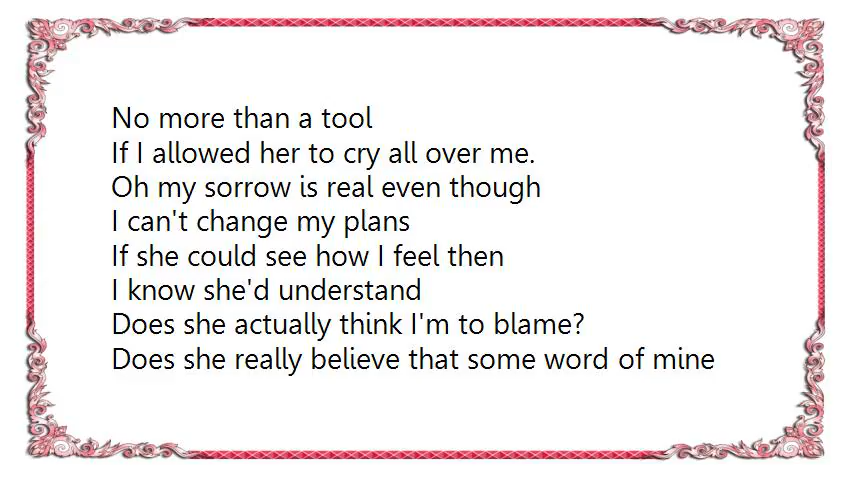 No more than a tool
If I allowed her to cry all over me.
Oh my sorrow is real even though
I can't change my plans
If she could see how I feel then
I know she'd understand
Does she actually think I'm to blame?
Does she really believe that some word of mine